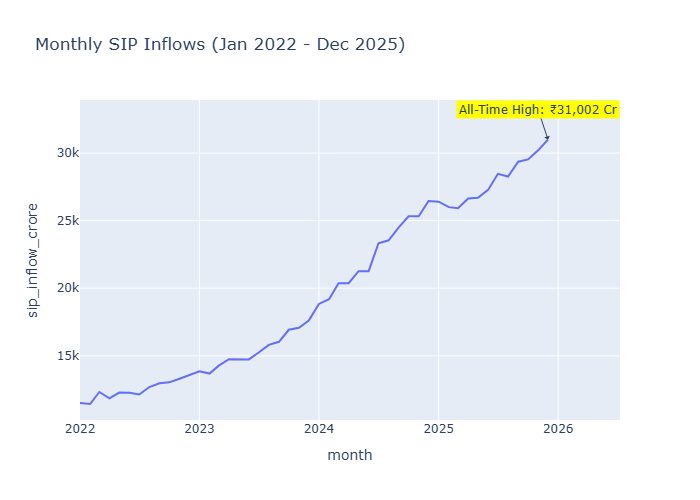 Monthly SIP Inflows (Jan 2022 - Dec 2025)
All-Time High: ₹31,002 Cr
30k
25k
20k
15k
sip_inflow_crore
2022 2023 2024 2025 2026
month